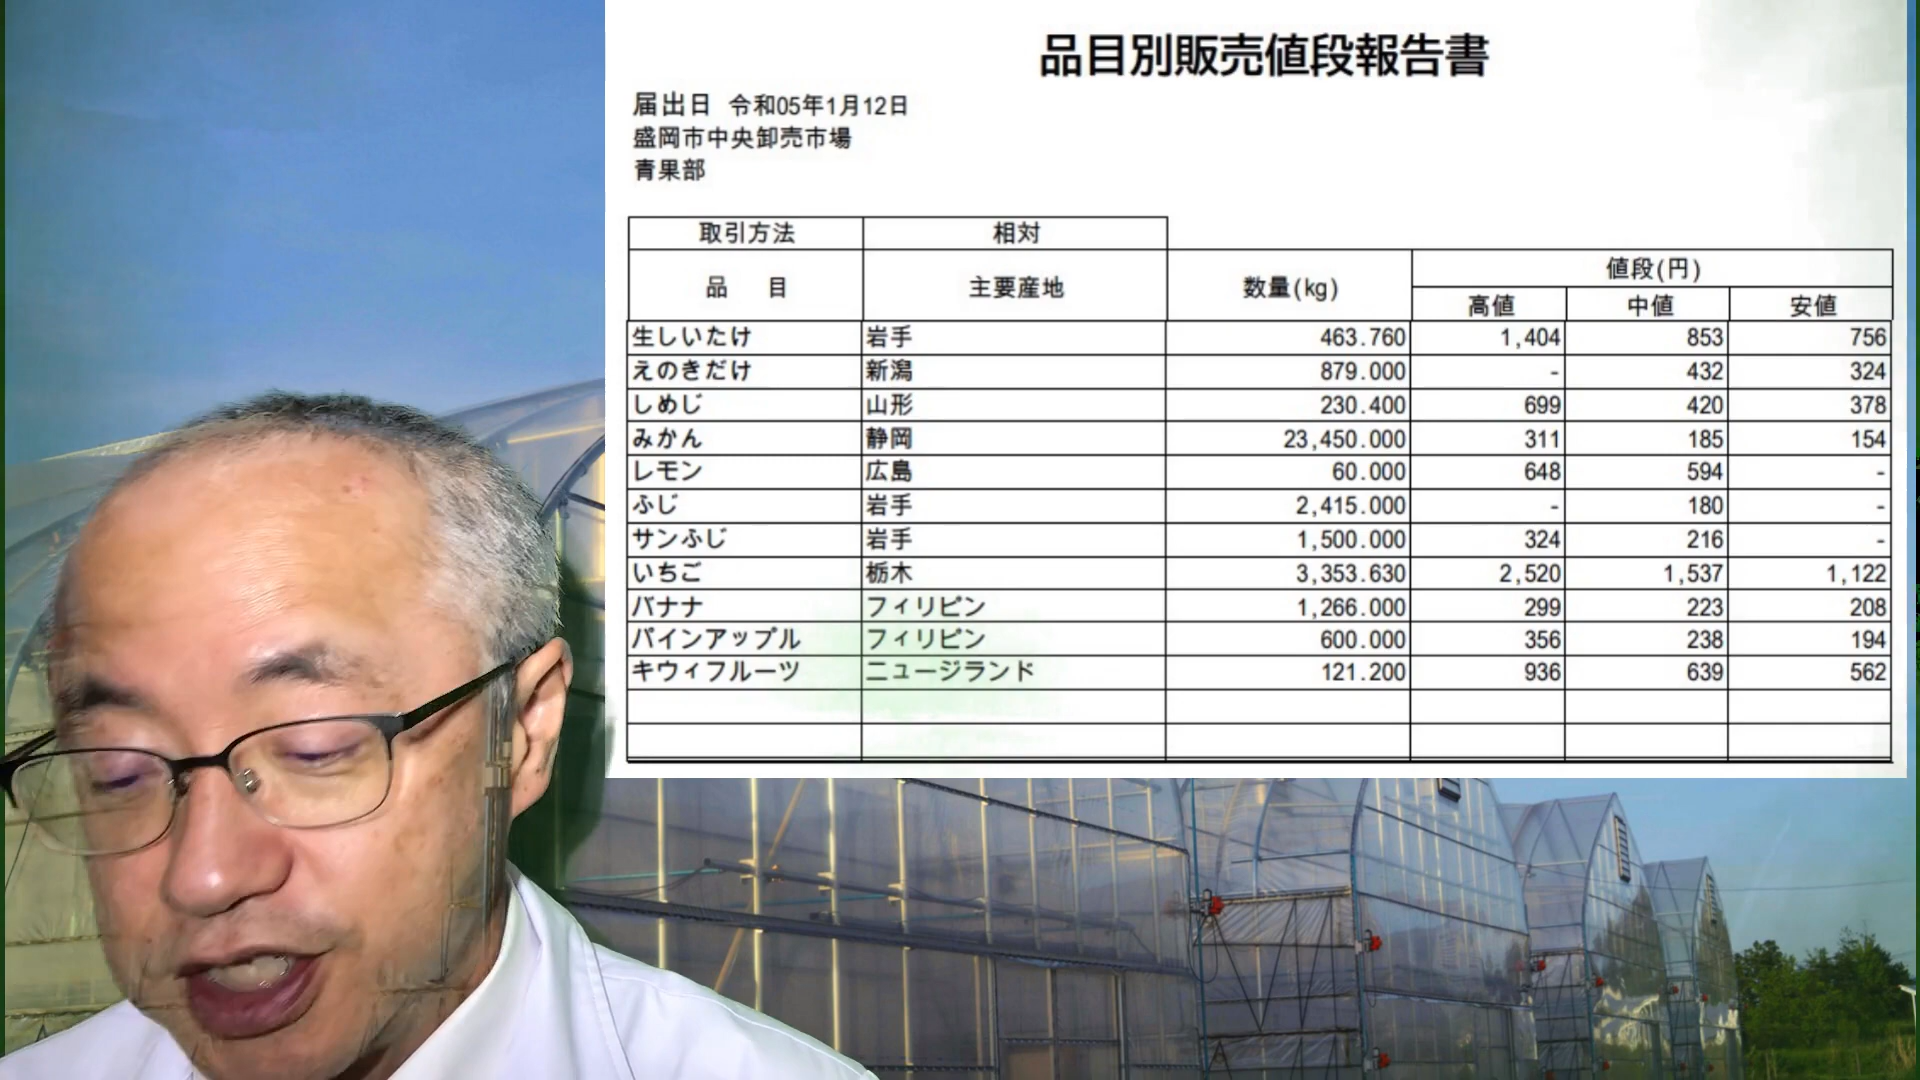 品目別販売値段報告書
届出日 令和05年1月12日
盛岡市中央卸売市場
青果部
取引方法 相対
品 目 主要産地 数量(kg) 値段(円)
高値 中値 安値
生しいたけ 岩手 463.760 1,404 853 756
えのきだけ 新潟 879.000 - 432 324
しめじ 山形 230.400 699 420 378
みかん 静岡 23,450.000 311 185 154
レモン 広島 60.000 648 594 -
ふじ 岩手 2,415.000 - 180 -
サンふじ 岩手 1,500.000 324 216 -
いちご 栃木 3,353.630 2,520 1,537 1,122
バナナ フィリピン 1,266.000 299 223 208
パインアップル フィリピン 600.000 356 238 194
キウィフルーツ ニュージランド 121.200 936 639 562